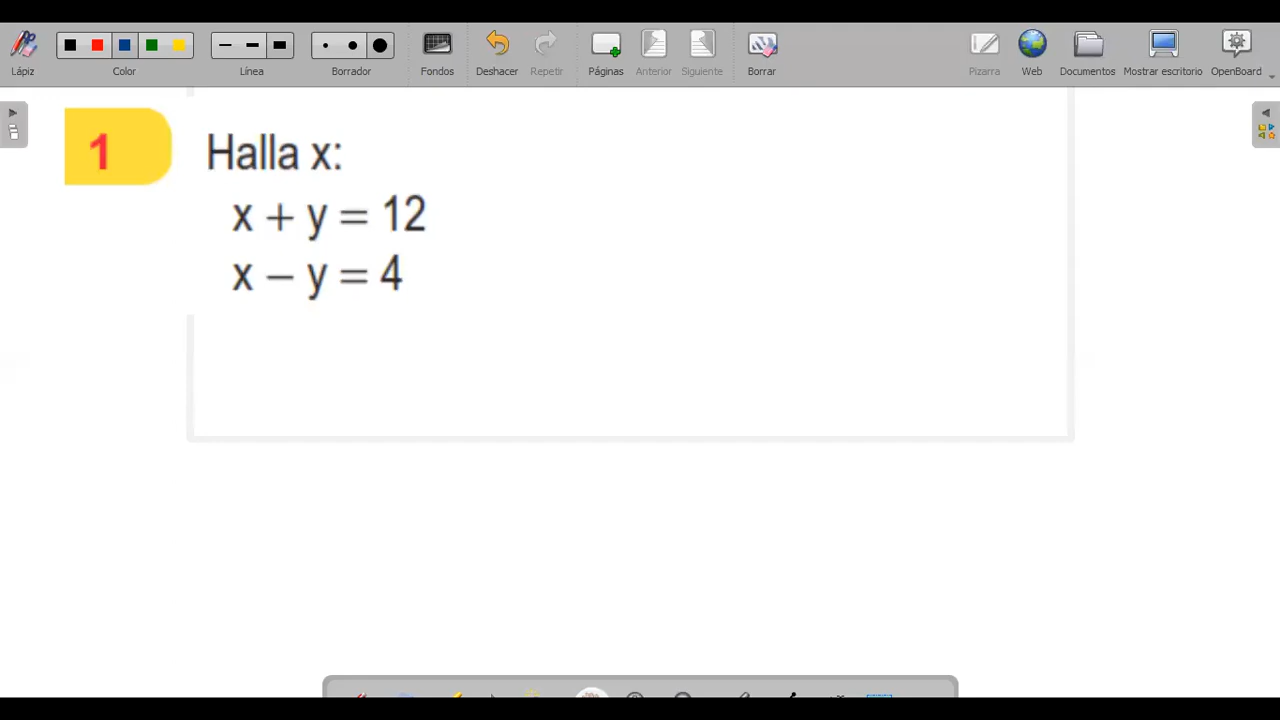 Lápiz
Color
Línea
Borrador
Fondos
Deshacer
Repetir
Páginas
Anterior
Siguiente
Borrar
Pizarra
Web
Documentos
Mostrar escritorio
OpenBoard
1
Halla x:
x + y = 12
x − y = 4